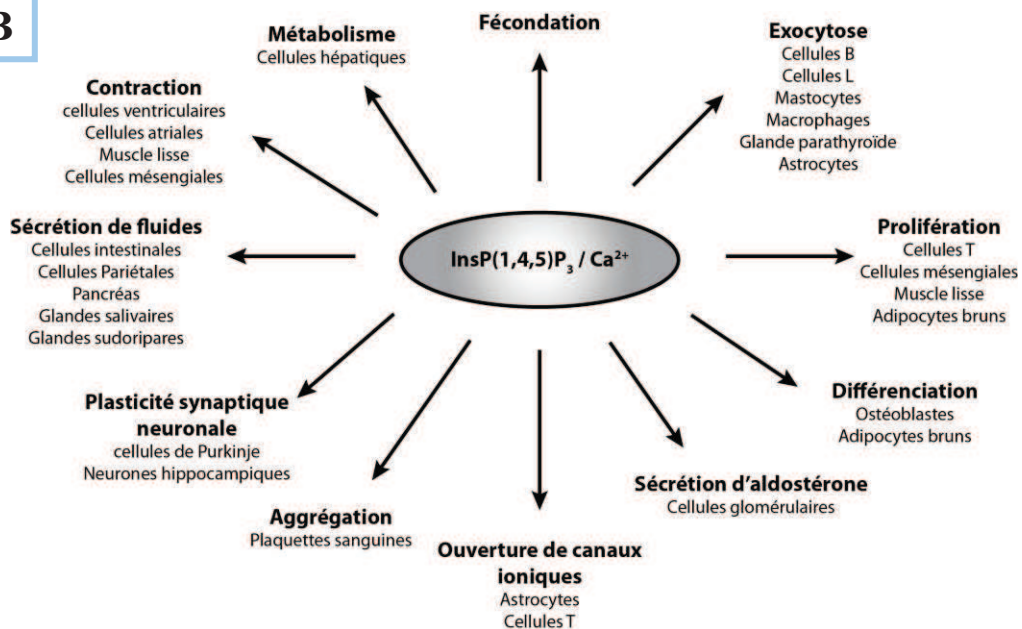 B
Fécondation
Métabolisme
Cellules hépatiques
Exocytose
Cellules B
Cellules L
Mastocytes
Macrophages
Glande parathyroïde
Astrocytes
Contraction
cellules ventriculaires
Cellules atriales
Muscle lisse
Cellules mésengiales
Sécrétion de fluides
Cellules intestinales
Cellules Pariétales
Pancréas
Glandes salivaires
Glandes sudoripares
InsP(1,4,5)P₃ / Ca²⁺
Prolifération
Cellules T
Cellules mésengiales
Muscle lisse
Adipocytes bruns
Différenciation
Ostéoblastes
Adipocytes bruns
Plasticité synaptique
neuronale
cellules de Purkinje
Neurones hippocampiques
Sécrétion d’aldostérone
Cellules glomérulaires
Aggrégation
Plaquettes sanguines
Ouverture de canaux
ioniques
Astrocytes
Cellules T